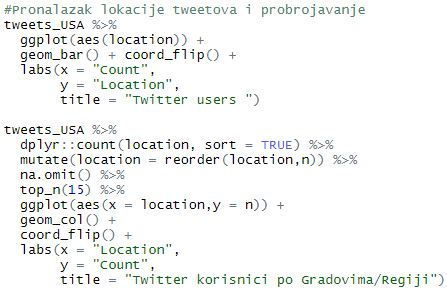 #Pronalazak lokacije tweetova i probrojavanje
tweets_USA %>%
  ggplot(aes(location)) +
  geom_bar() + coord_flip() +
  labs(x = "Count",
       y = "Location",
       title = "Twitter users ")

tweets_USA %>%
  dplyr::count(location, sort = TRUE) %>%
  mutate(location = reorder(location,n)) %>%
  na.omit() %>%
  top_n(15) %>%
  ggplot(aes(x = location,y = n)) +
  geom_col() +
  coord_flip() +
  labs(x = "Location",
       y = "Count",
       title = "Twitter korisnici po Gradovima/Regiji")